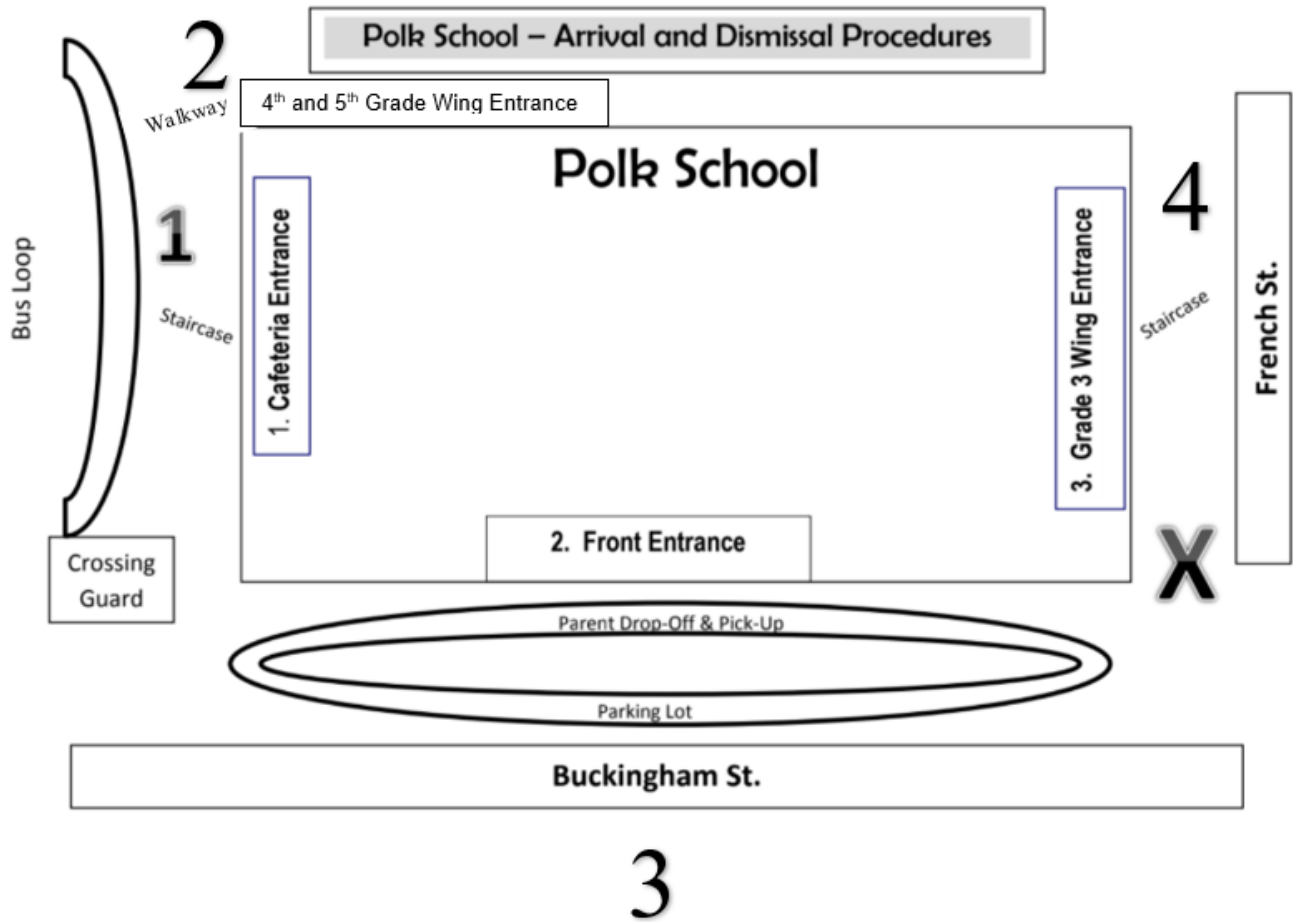 Polk School – Arrival and Dismissal Procedures
2
Walkway
4th and 5th Grade Wing Entrance
Polk School
1
4
Bus Loop
Staircase
1. Cafeteria Entrance
3. Grade 3 Wing Entrance
Staircase
French St.
2. Front Entrance
X
Crossing
Guard
Parent Drop-Off & Pick-Up
Parking Lot
Buckingham St.
3